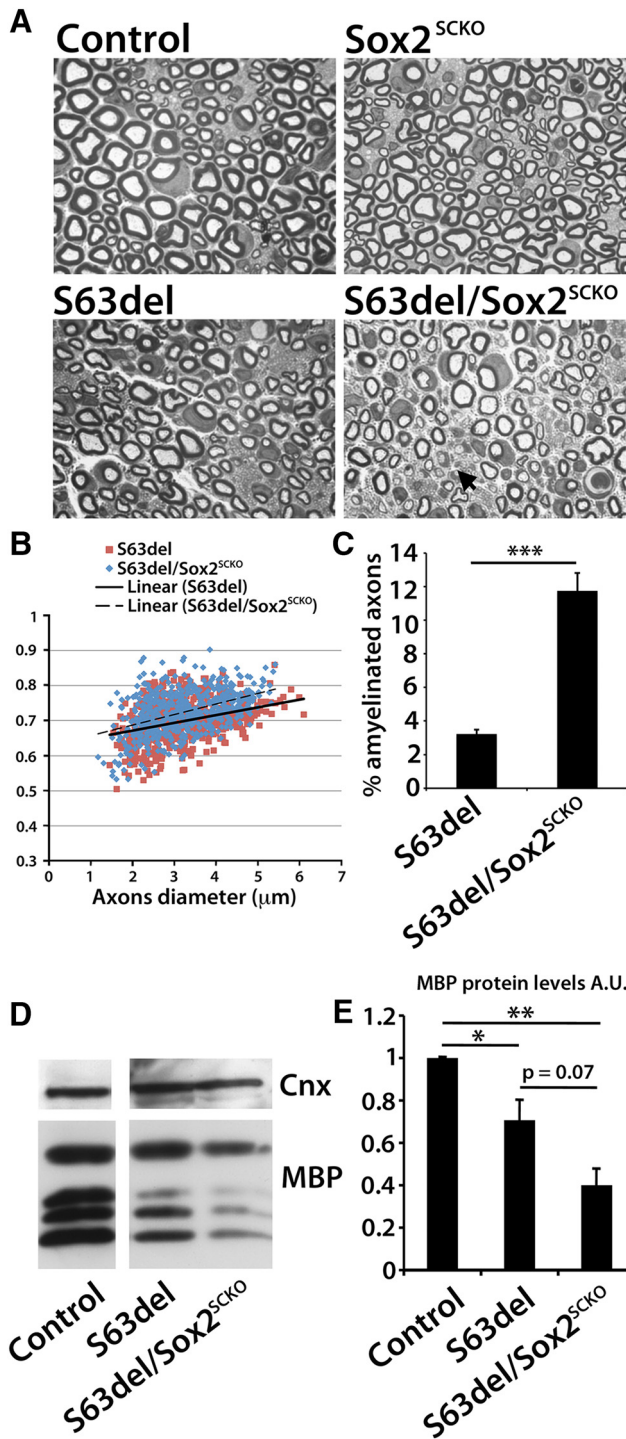 A
Control
Sox2SCKO
S63del
S63del/Sox2SCKO
B
S63del
S63del/Sox2SCKO
Linear (S63del)
Linear (S63del/Sox2SCKO)
1
0.9
0.8
0.7
0.6
0.5
0.4
0.3
0 1 2 3 4 5 6 7
Axons diameter (μm)
C
% amyelinated axons
14
12
10
8
6
4
2
0
***
S63del
S63del/Sox2SCKO
D
Cnx
MBP
Control
S63del
S63del/Sox2SCKO
E
MBP protein levels A.U.
1.2
1
0.8
0.6
0.4
0.2
0
**
*
p = 0.07
Control
S63del
S63del/Sox2SCKO